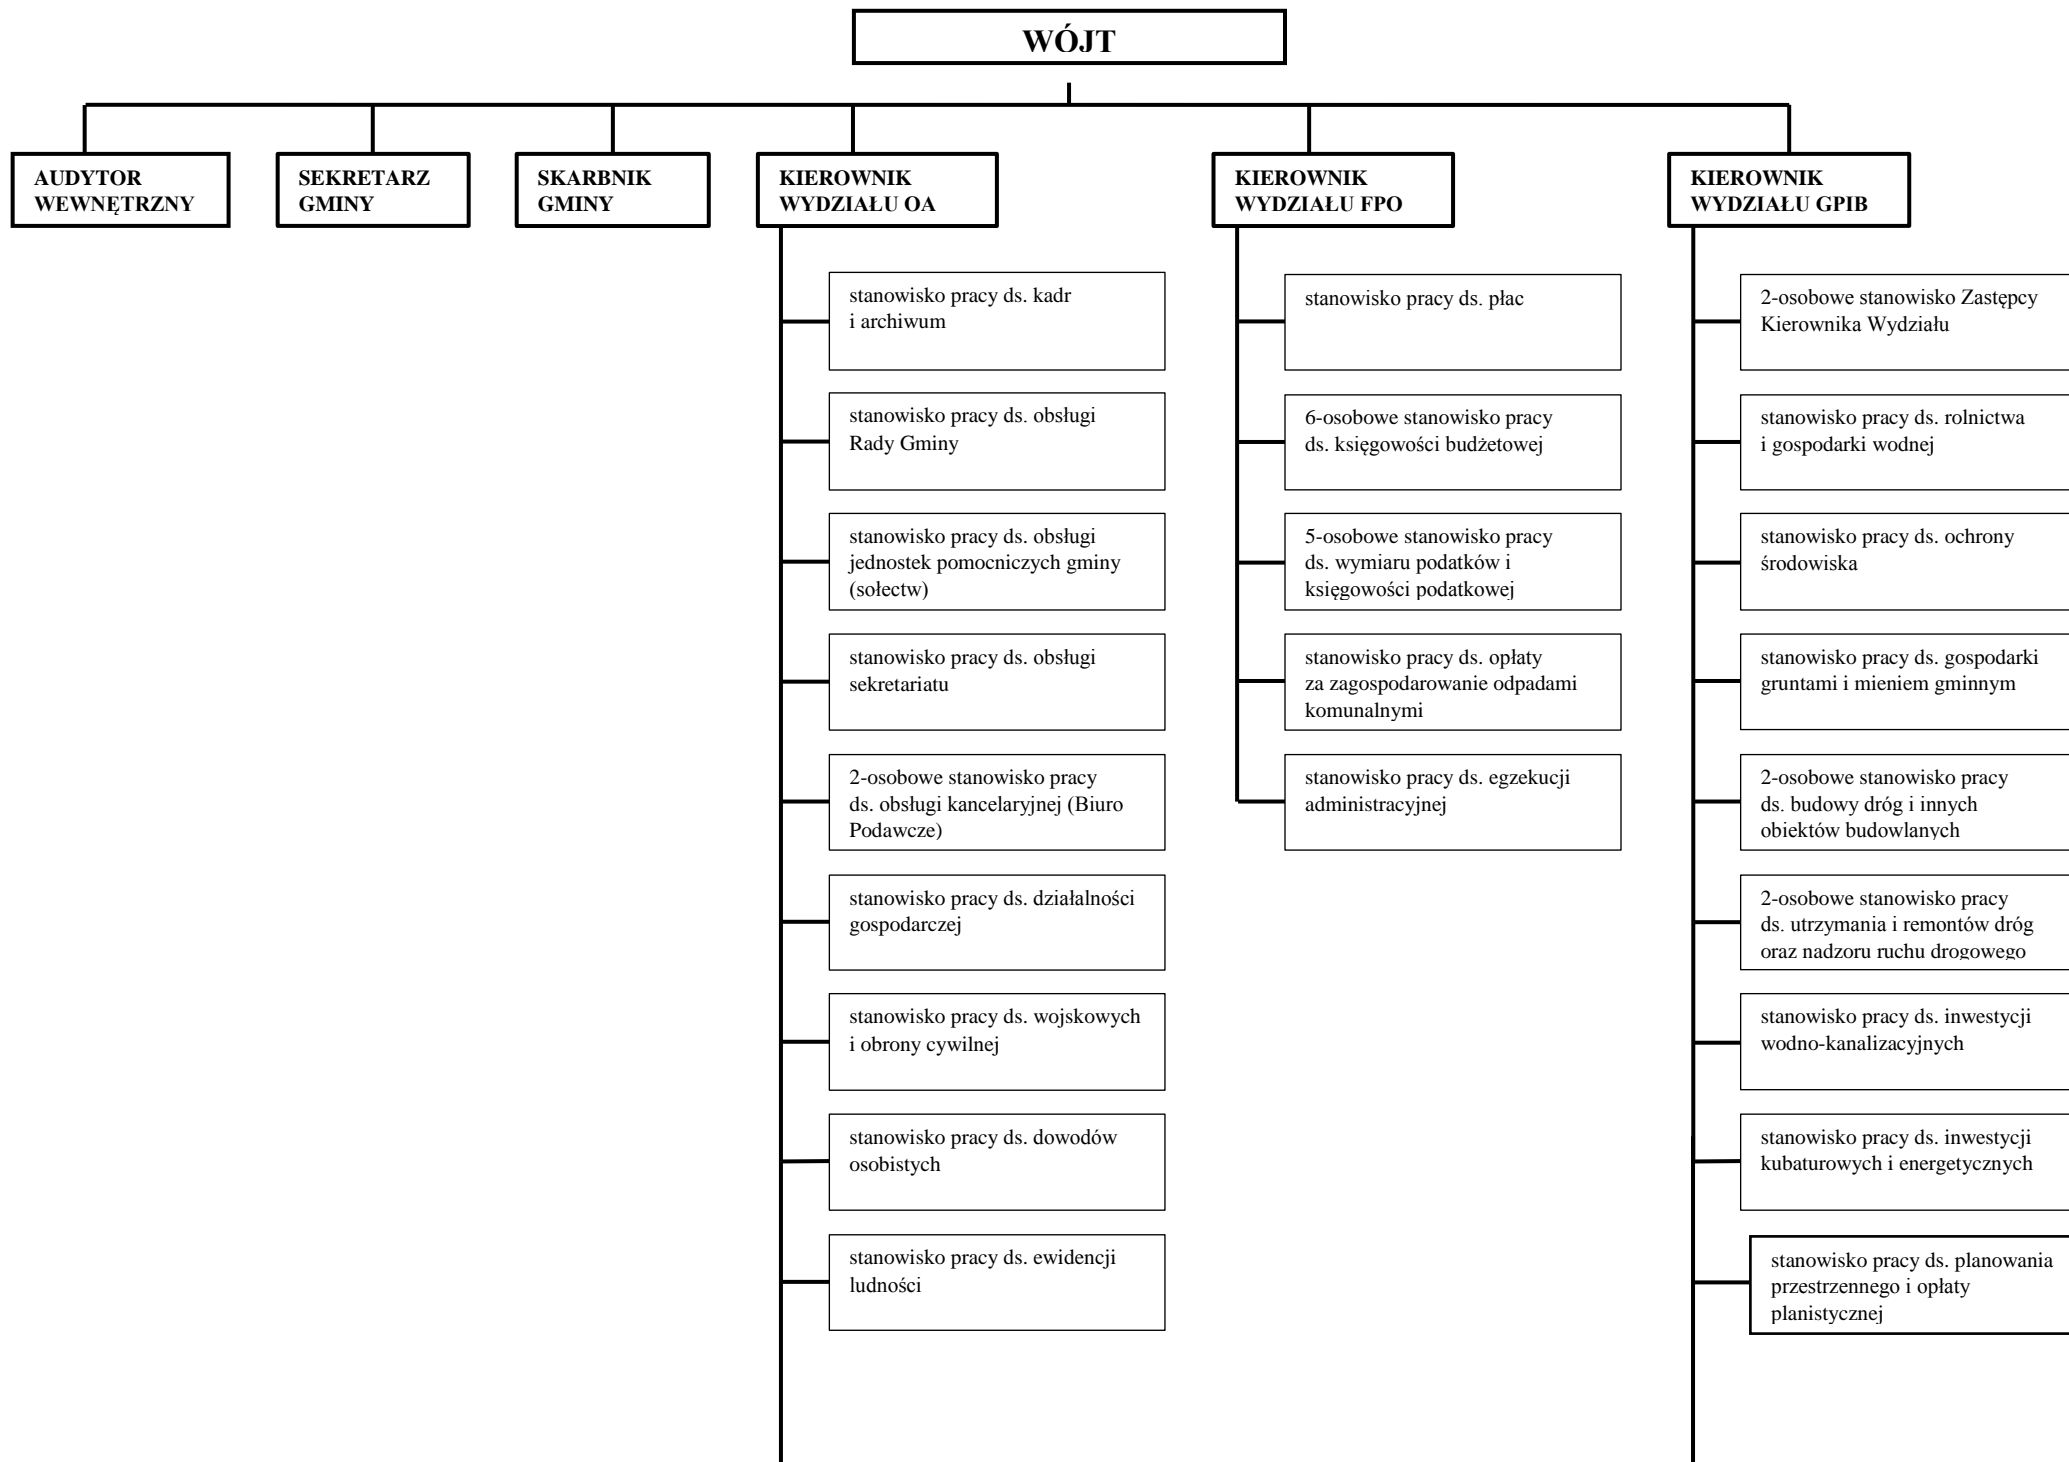 WÓJT
AUDYTOR
WEWNĘTRZNY
SEKRETARZ
GMINY
SKARBNIK
GMINY
KIEROWNIK
WYDZIAŁU OA
KIEROWNIK
WYDZIAŁU FPO
KIEROWNIK
WYDZIAŁU GPIB
stanowisko pracy ds. kadr
i archiwum
stanowisko pracy ds. obsługi
Rady Gminy
stanowisko pracy ds. obsługi
jednostek pomocniczych gminy
(sołectw)
stanowisko pracy ds. obsługi
sekretariatu
2-osobowe stanowisko pracy
ds. obsługi kancelaryjnej (Biuro
Podawcze)
stanowisko pracy ds. działalności
gospodarczej
stanowisko pracy ds. wojskowych
i obrony cywilnej
stanowisko pracy ds. dowodów
osobistych
stanowisko pracy ds. ewidencji
ludności
stanowisko pracy ds. płac
6-osobowe stanowisko pracy
ds. księgowości budżetowej
5-osobowe stanowisko pracy
ds. wymiaru podatków i
księgowości podatkowej
stanowisko pracy ds. opłaty
za zagospodarowanie odpadami
komunalnymi
stanowisko pracy ds. egzekucji
administracyjnej
2-osobowe stanowisko Zastępcy
Kierownika Wydziału
stanowisko pracy ds. rolnictwa
i gospodarki wodnej
stanowisko pracy ds. ochrony
środowiska
stanowisko pracy ds. gospodarki
gruntami i mieniem gminnym
2-osobowe stanowisko pracy
ds. budowy dróg i innych
obiektów budowlanych
2-osobowe stanowisko pracy
ds. utrzymania i remontów dróg
oraz nadzoru ruchu drogowego
stanowisko pracy ds. inwestycji
wodno-kanalizacyjnych
stanowisko pracy ds. inwestycji
kubaturowych i energetycznych
stanowisko pracy ds. planowania
przestrzennego i opłaty
planistycznej